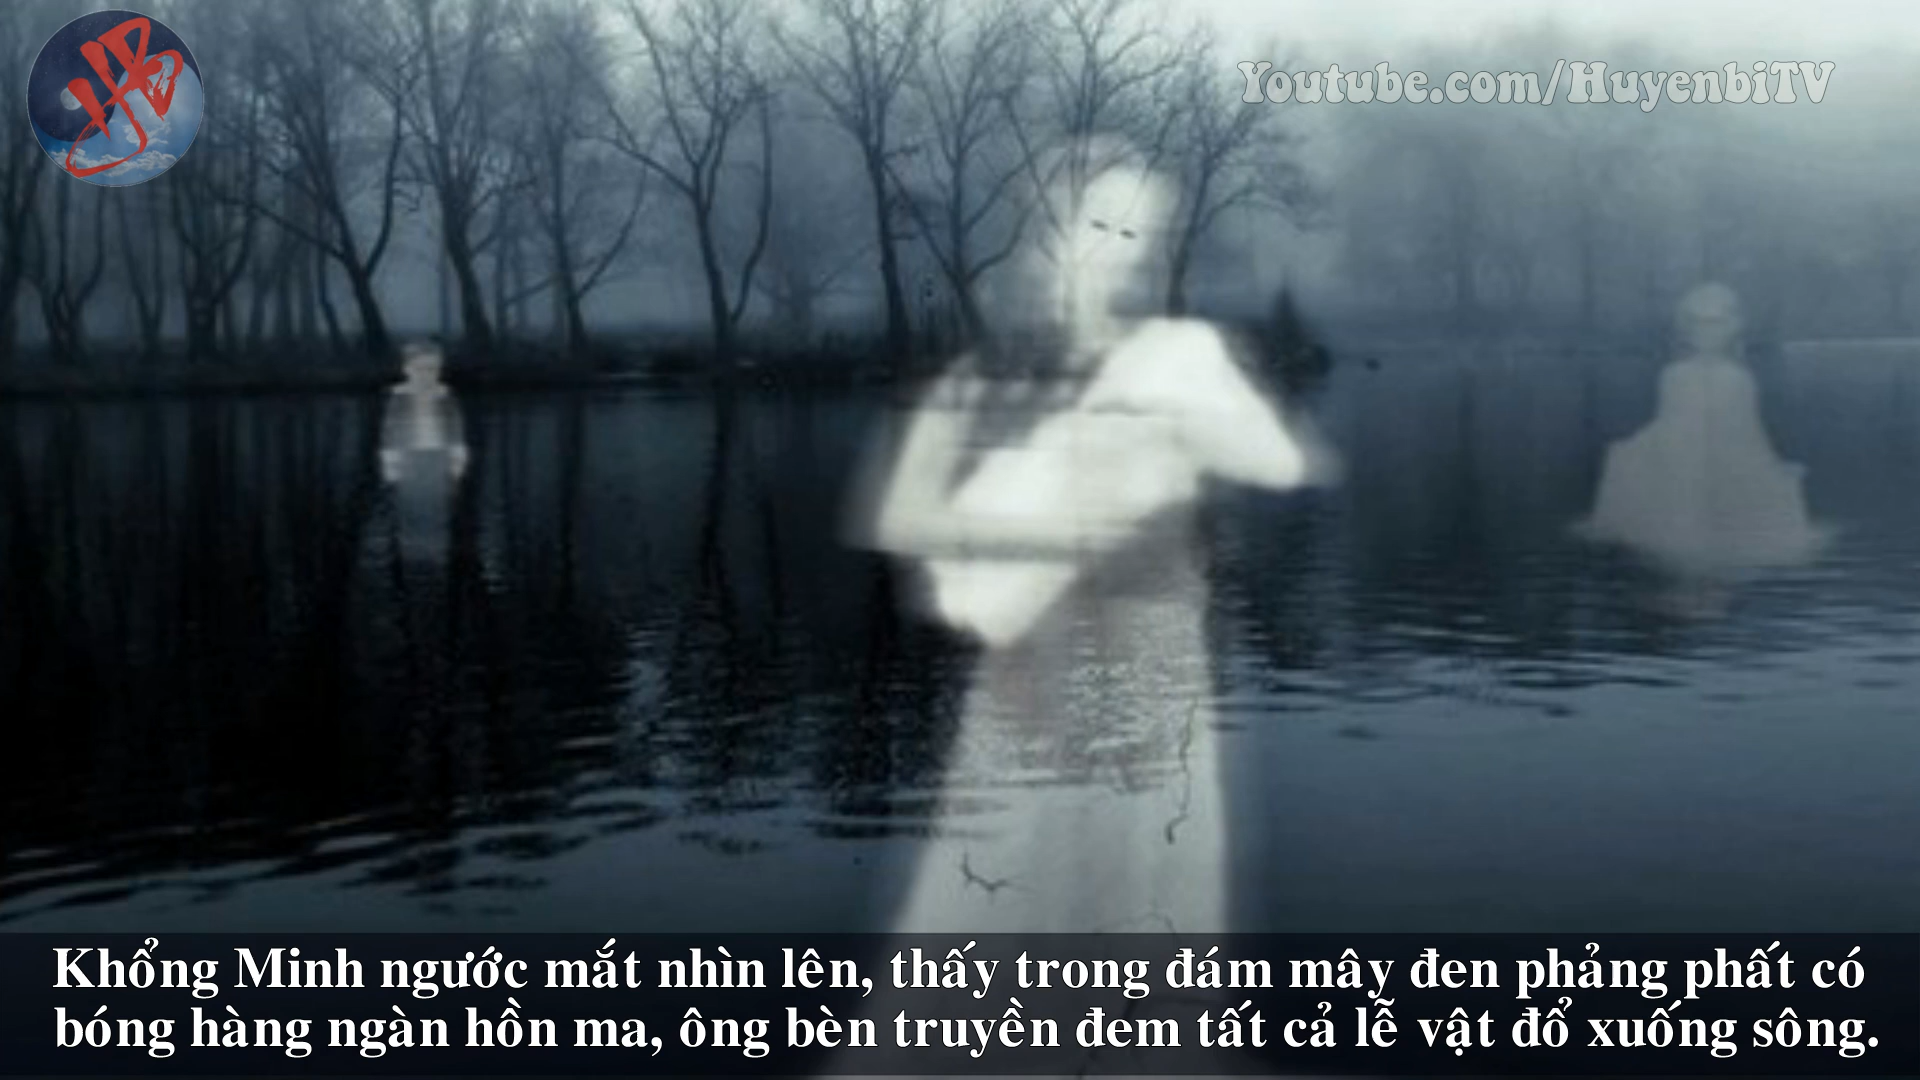 HB
Youtube.com/HuyenbiTV
Khổng Minh ngước mắt nhìn lên, thấy trong đám mây đen phảng phất có
bóng hàng ngàn hồn ma, ông bèn truyền đem tất cả lễ vật đổ xuống sông.